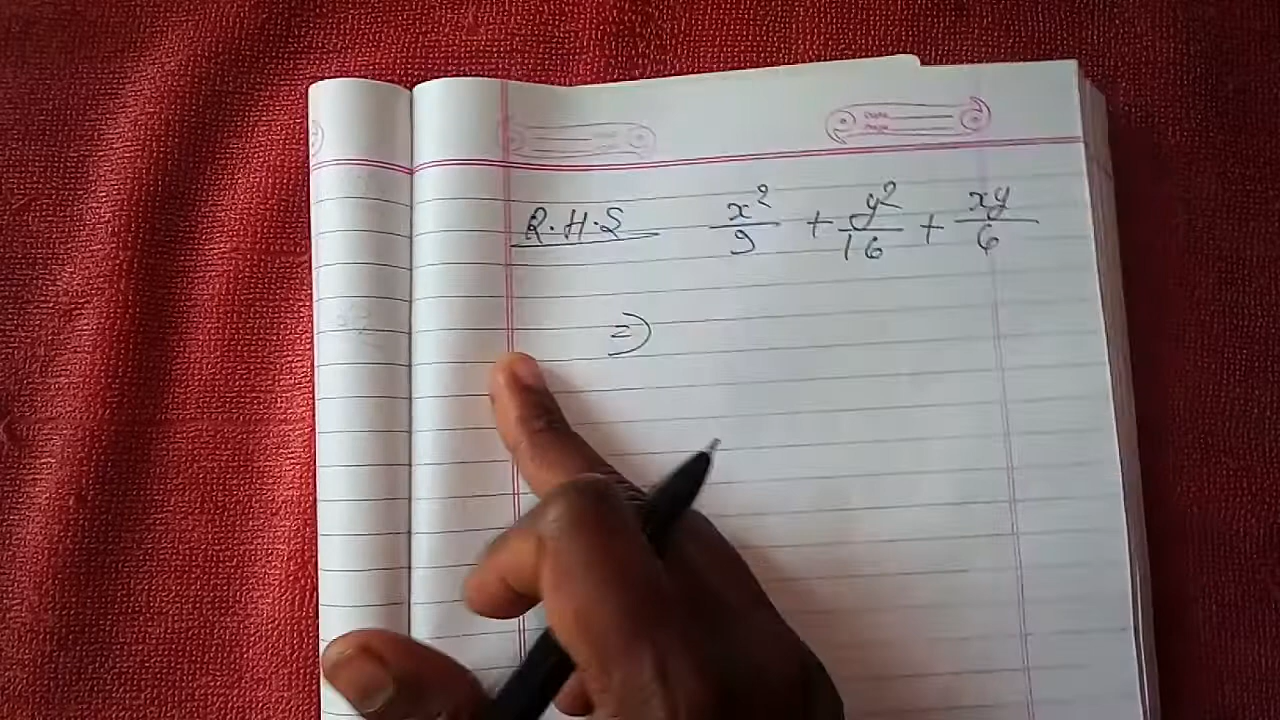 R.H.S x²/9 + y²/16 + xy/6
=)